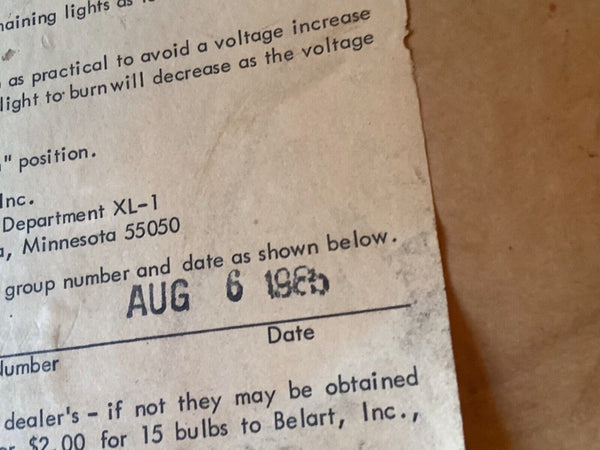 aining lights as
as practical to avoid a voltage increase
light to burn will decrease as the voltage
" position.
Inc.
Department XL-1
, Minnesota 55050
group number and date as shown below.
AUG 6
Number Date
dealer's - if not they may be obtained
$2.00 for 15 bulbs to Belart, Inc.,